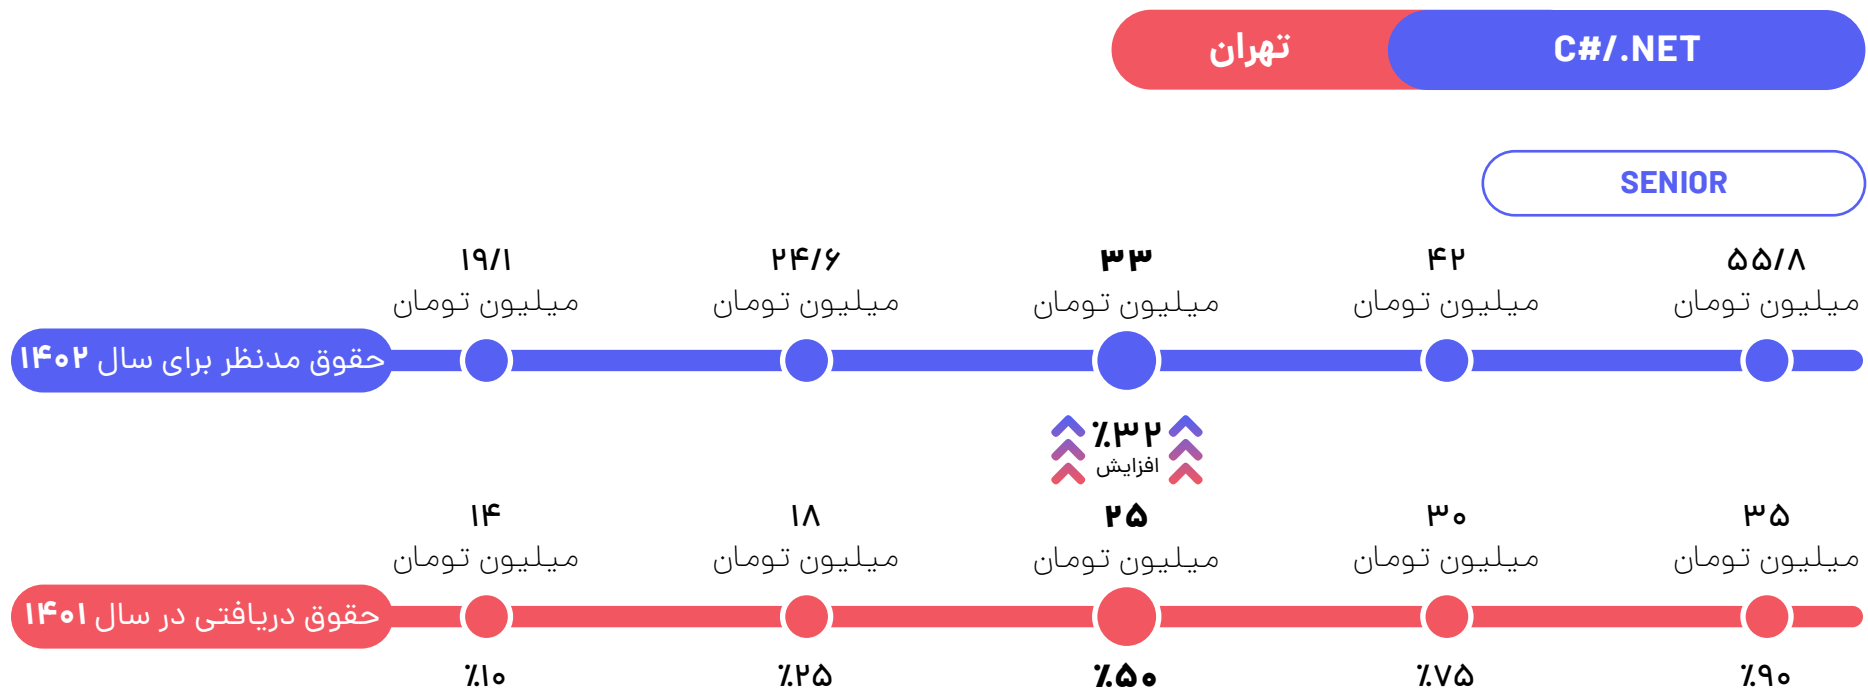 C#/.NET تهران
SENIOR
۱۹/۱ ۲۴/۶ ۳۳ ۴۲ ۵۵/۸
میلیون تومان میلیون تومان میلیون تومان میلیون تومان میلیون تومان
حقوق مدنظر برای سال ۱۴۰۲
٪۳۲
افزایش
۱۴ ۱۸ ۲۵ ۳۰ ۳۵
میلیون تومان میلیون تومان میلیون تومان میلیون تومان میلیون تومان
حقوق دریافتی در سال ۱۴۰۱
٪۱۰ ٪۲۵ ٪۵۰ ٪۷۵ ٪۹۰